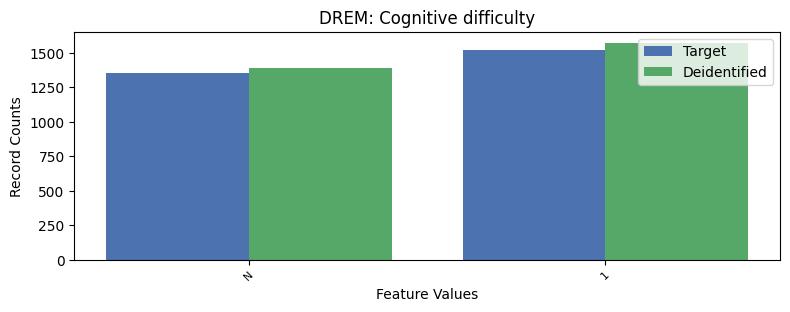 DREM: Cognitive difficulty
Target
Deidentified
Record Counts
1500
1250
1000
750
500
250
0
N
1
Feature Values